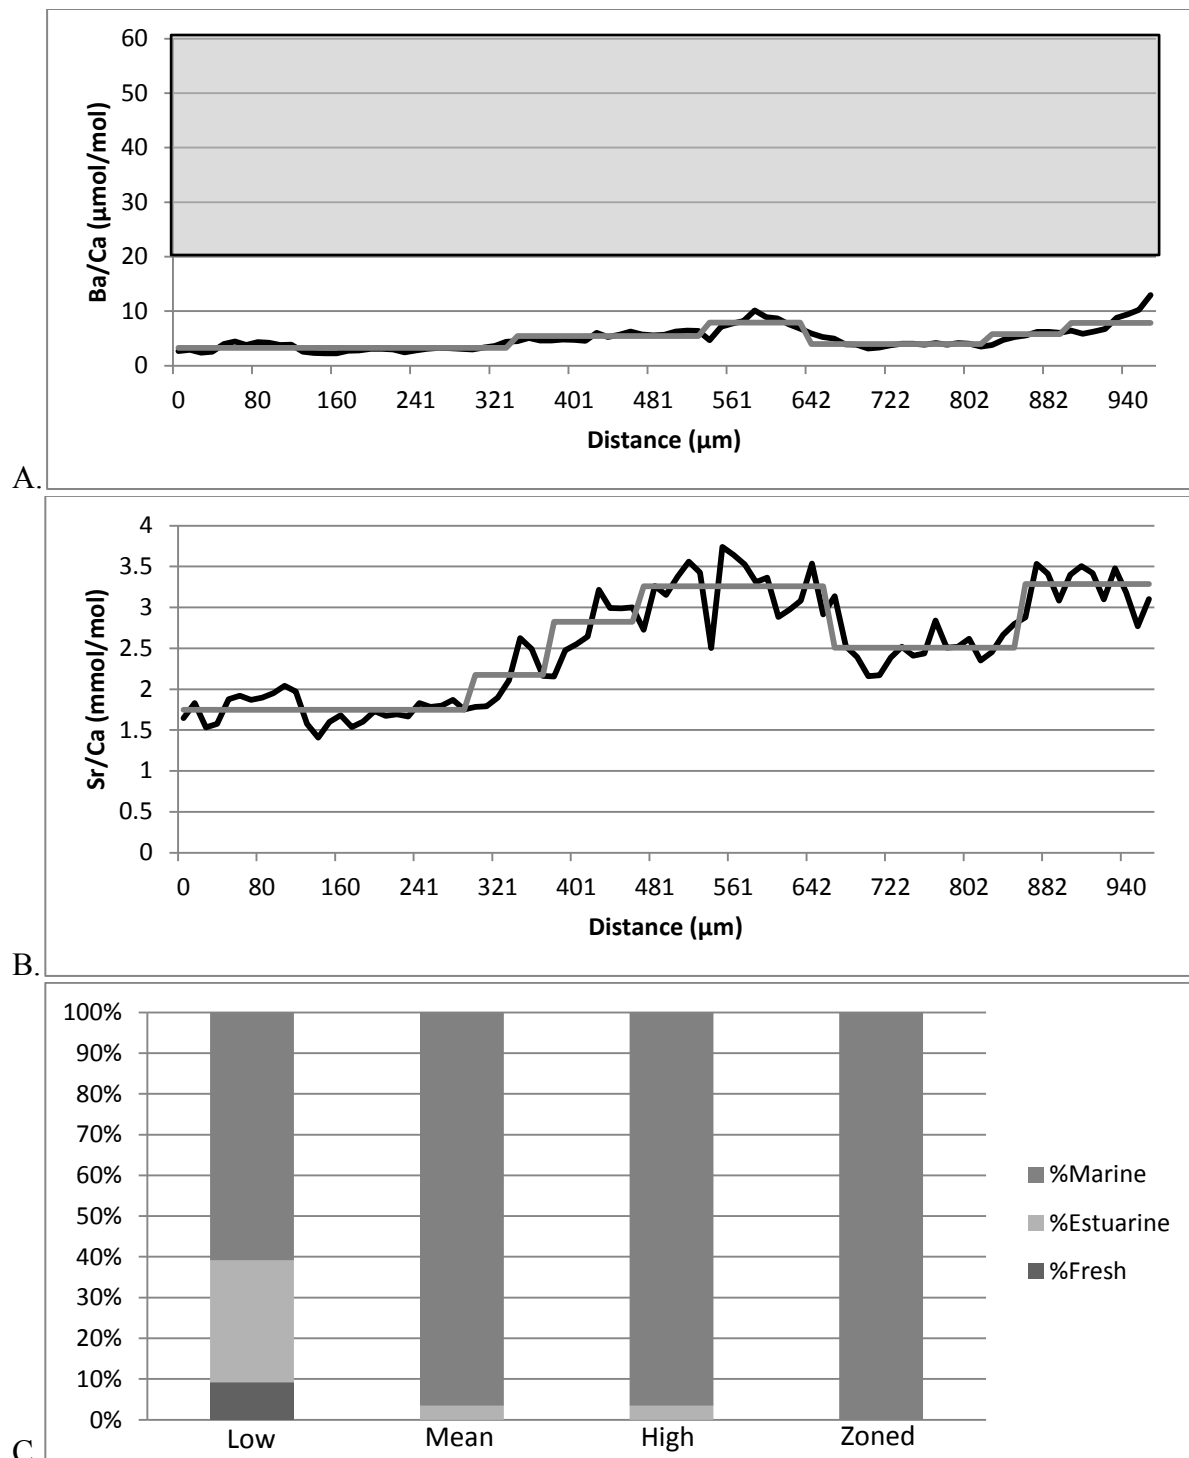 60
50
40
30
20
10
0
Ba/Ca (µmol/mol)
0 80 160 241 321 401 481 561 642 722 802 882 940
Distance (µm)
A.
4
3.5
3
2.5
2
1.5
1
0.5
0
Sr/Ca (mmol/mol)
0 80 160 241 321 401 481 561 642 722 802 882 940
Distance (µm)
B.
100%
90%
80%
70%
60%
50%
40%
30%
20%
10%
0%
Low Mean High Zoned
%Marine
%Estuarine
%Fresh
C